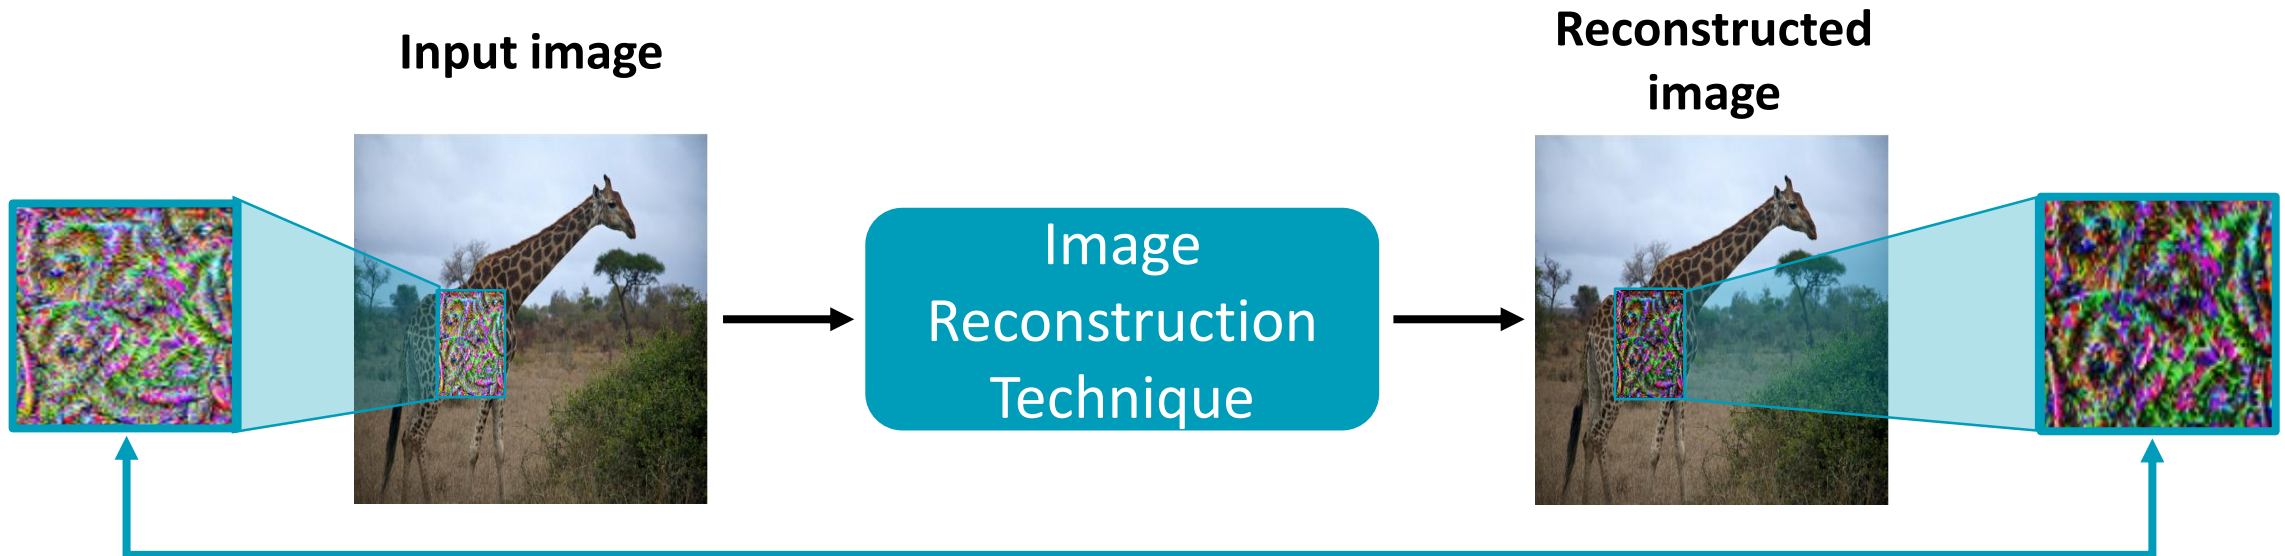 Input image
Reconstructed
image
Image
Reconstruction
Technique